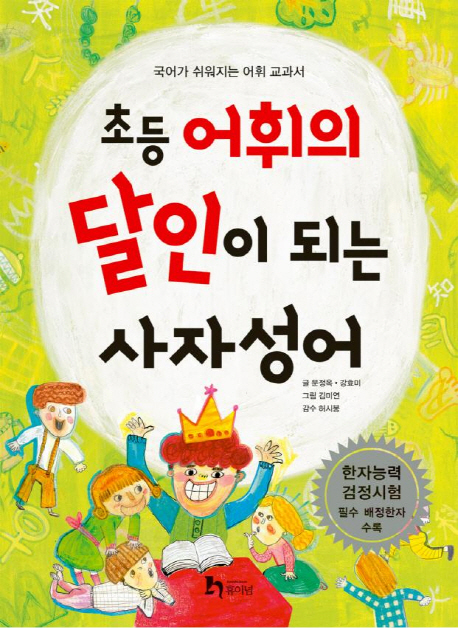 국어가 쉬워지는 어휘 교과서
초등 어휘의
달인이 되는
사자성어
글 문정옥·강효미
그림 김미연
감수 허시봉
한자능력
검정시험
필수 배정한자
수록
휴이넘